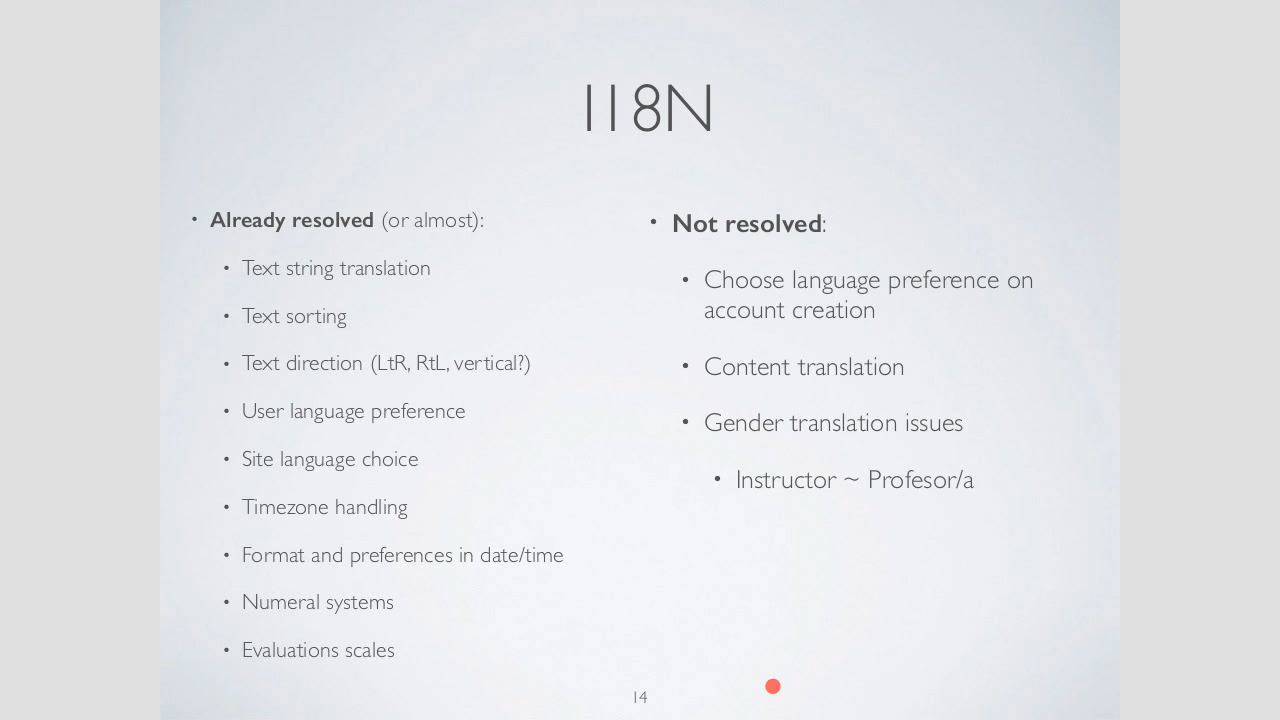 I18N
• Already resolved (or almost):
• Text string translation
• Text sorting
• Text direction (LtR, RtL, vertical?)
• User language preference
• Site language choice
• Timezone handling
• Format and preferences in date/time
• Numeral systems
• Evaluations scales
• Not resolved:
• Choose language preference on
account creation
• Content translation
• Gender translation issues
• Instructor ~ Profesor/a
14